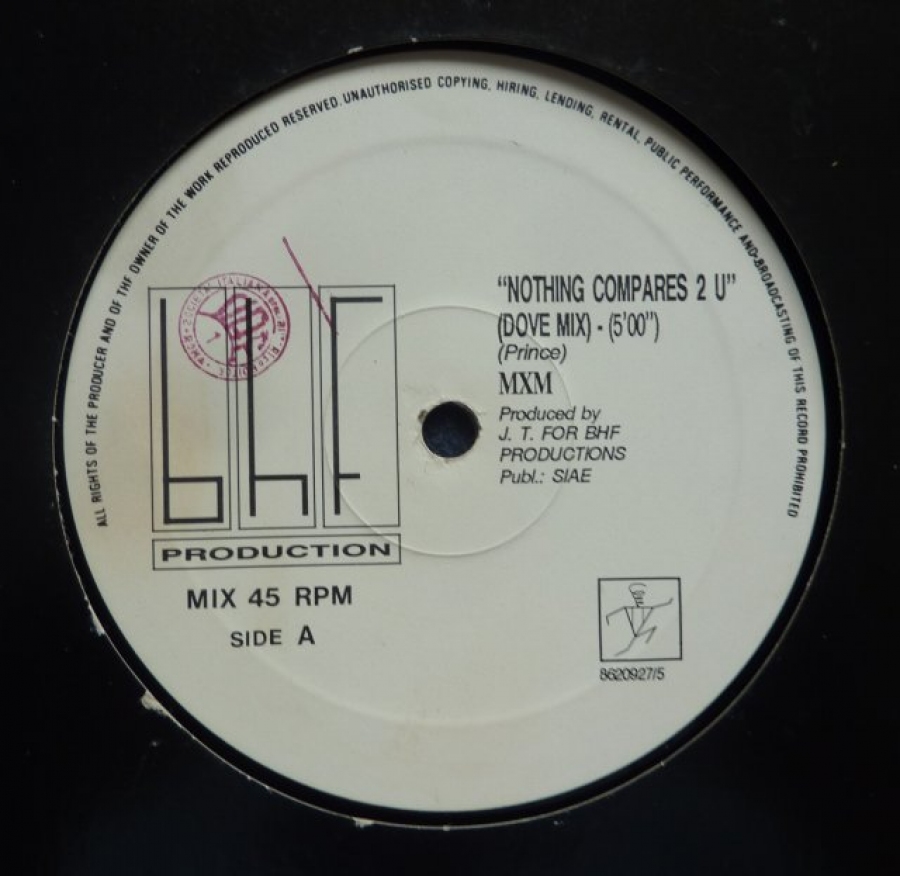 ALL RIGHTS OF THE PRODUCER AND OF THE OWNER OF THE WORK REPRODUCED RESERVED. UNAUTHORISED COPYING, HIRING, LENDING, RENTAL, PUBLIC PERFORMANCE AND BROADCASTING OF THIS RECORD PROHIBITED
bhf
PRODUCTION
MIX 45 RPM
SIDE A
"NOTHING COMPARES 2 U"
(DOVE MIX) - (5'00")
(Prince)
MXM
Produced by
J. T. FOR BHF
PRODUCTIONS
Publ.: SIAE
8620927/5